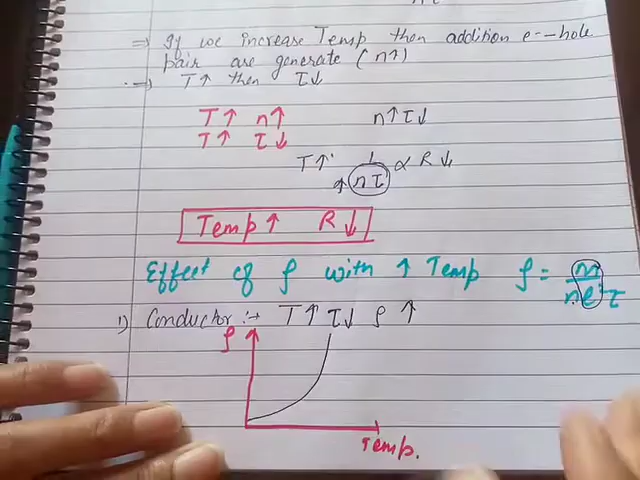 ⇒ If we increase Temp then addition e--hole
pair are generate (n↑)
→ T↑ then τ↓
T↑ n↑ n↑ τ↓
T↑ τ↓
T↑ 1/↑(nτ) ∝ R↓
Temp ↑ R↓
Effect of ρ with ↑ Temp ρ = m/ne²τ
1) Conductor :→ T↑ τ↓ ρ ↑
ρ
Temp.